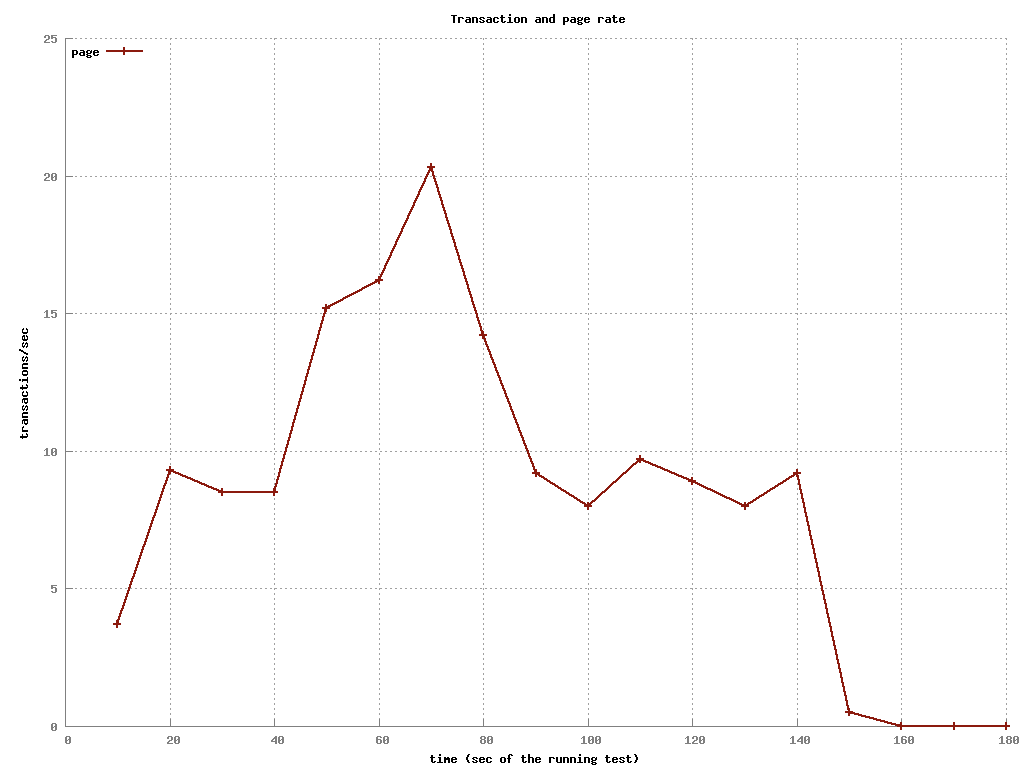 Transaction and page rate
page
25
20
15
10
5
0
transactions/sec
0 20 40 60 80 100 120 140 160 180
time (sec of the running test)